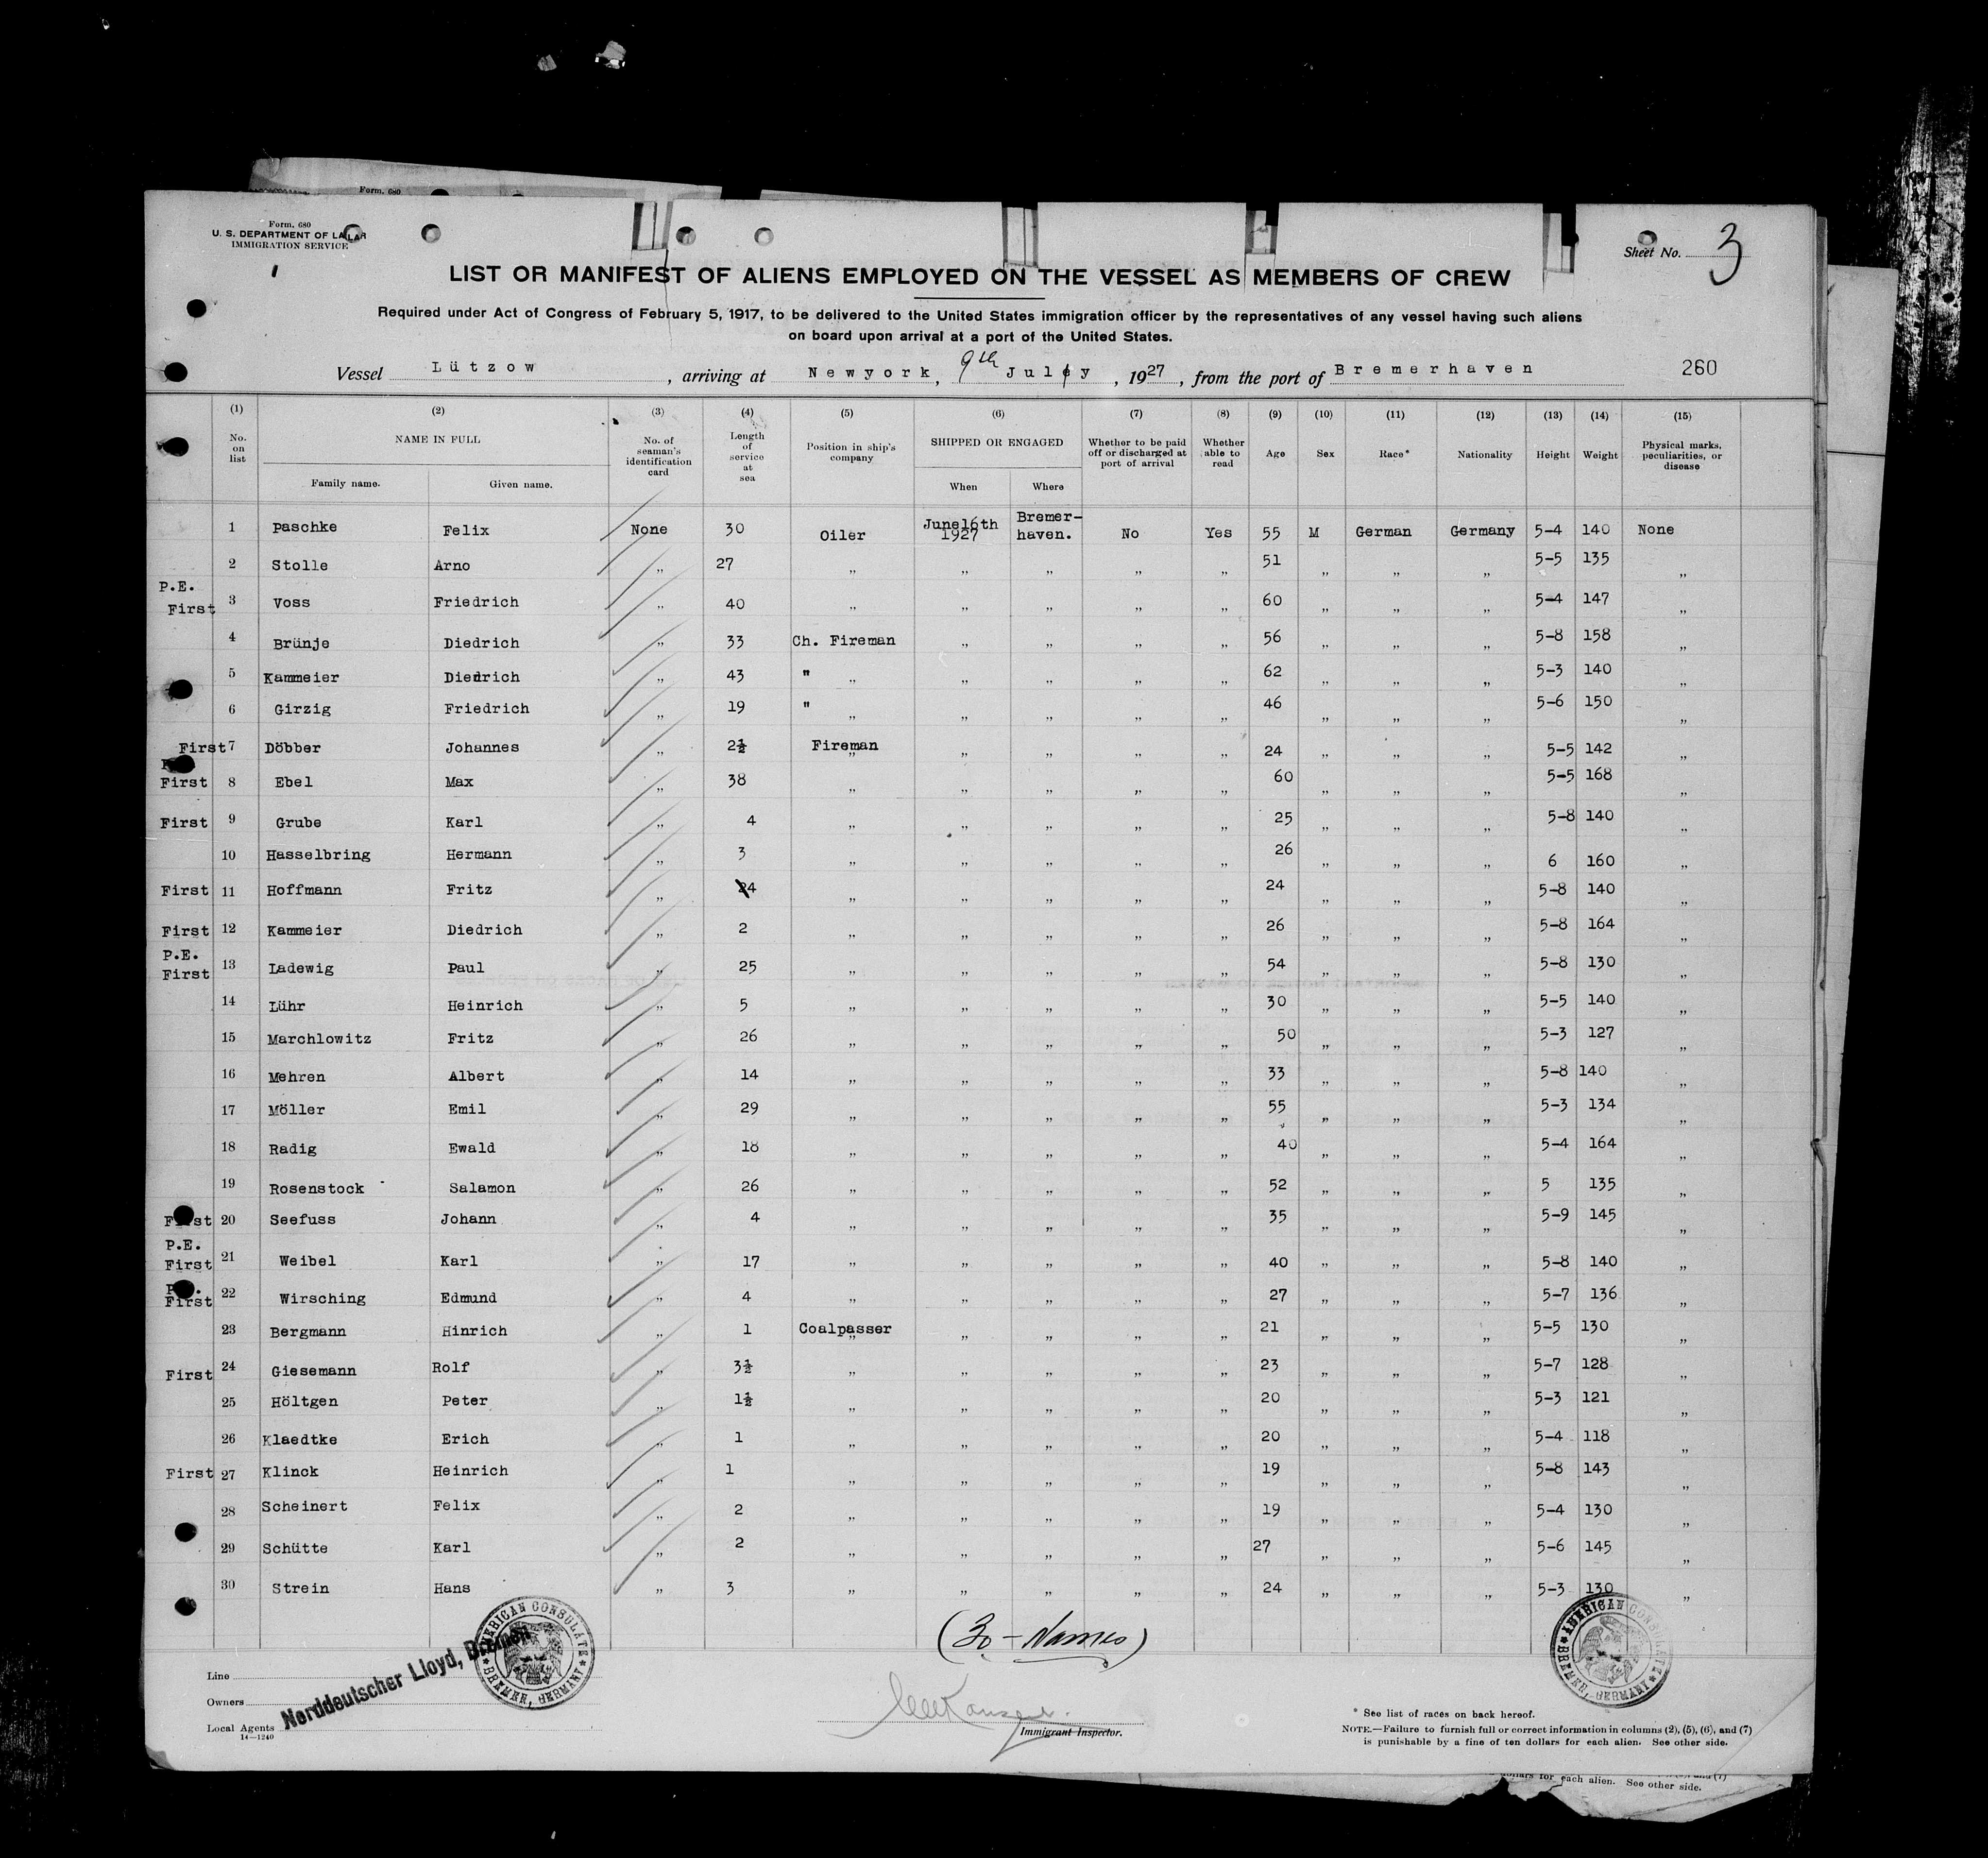 Form. 680
Form. 680
U. S. DEPARTMENT OF LABOR
IMMIGRATION SERVICE
Sheet No. 3
LIST OR MANIFEST OF ALIENS EMPLOYED ON THE VESSEL AS MEMBERS OF CREW
Required under Act of Congress of February 5, 1917, to be delivered to the United States immigration officer by the representatives of any vessel having such aliens
on board upon arrival at a port of the United States.
Vessel Lützow, arriving at Newyork, 9th July, 1927, from the port of Bremerhaven 260
(1) (2) (3) (4) (5) (6) (7) (8) (9) (10) (11) (12) (13) (14) (15)
No. on list NAME IN FULL Family name. Given name. No. of seaman's identification card Length of service at sea Position in ship's company SHIPPED OR ENGAGED When Where Whether to be paid off or discharged at port of arrival Whether able to read Age Sex Race* Nationality Height Weight Physical marks, peculiarities, or disease
1 Paschke Felix None 30 Oiler June16th 1927 Bremer-haven. No Yes 55 M German Germany 5-4 140 None
2 Stolle Arno „ 27 „ „ „ „ „ 51 „ „ „ 5-5 135 „
P.E. First 3 Voss Friedrich „ 40 „ „ „ „ „ 60 „ „ „ 5-4 147 „
4 Brünje Diedrich „ 33 Ch. Fireman „ „ „ „ 56 „ „ „ 5-8 158 „
5 Kammeier Diedrich „ 43 " „ „ „ „ „ 62 „ „ „ 5-3 140 „
6 Girzig Friedrich „ 19 " „ „ „ „ „ 46 „ „ „ 5-6 150 „
First 7 Döbber Johannes „ 2½ Fireman „ „ „ „ 24 „ „ „ 5-5 142 „
First 8 Ebel Max „ 38 „ „ „ „ „ 60 „ „ „ 5-5 168 „
First 9 Grube Karl „ 4 „ „ „ „ „ 25 „ „ „ 5-8 140 „
10 Hasselbring Hermann „ 3 „ „ „ „ „ 26 „ „ „ 6 160 „
First 11 Hoffmann Fritz „ 4 „ „ „ „ „ 24 „ „ „ 5-8 140 „
First 12 Kammeier Diedrich „ 2 „ „ „ „ „ 26 „ „ „ 5-8 164 „
P.E. First 13 Ladewig Paul „ 25 „ „ „ „ „ 54 „ „ „ 5-8 130 „
14 Lühr Heinrich „ 5 „ „ „ „ „ 30 „ „ „ 5-5 140 „
15 Marchlowitz Fritz „ 26 „ „ „ „ „ 50 „ „ „ 5-3 127 „
16 Mehren Albert „ 14 „ „ „ „ „ 33 „ „ „ 5-8 140 „
17 Möller Emil „ 29 „ „ „ „ „ 55 „ „ „ 5-3 134 „
18 Radig Ewald „ 18 „ „ „ „ „ 40 „ „ „ 5-4 164 „
19 Rosenstock Salamon „ 26 „ „ „ „ „ 52 „ „ „ 5 135 „
First 20 Seefuss Johann „ 4 „ „ „ „ „ 35 „ „ „ 5-9 145 „
P.E. First 21 Weibel Karl „ 17 „ „ „ „ „ 40 „ „ „ 5-8 140 „
First 22 Wirsching Edmund „ 4 „ „ „ „ „ 27 „ „ „ 5-7 136 „
23 Bergmann Hinrich „ 1 Coalpasser „ „ „ „ 21 „ „ „ 5-5 130 „
First 24 Giesemann Rolf „ 3½ „ „ „ „ „ 23 „ „ „ 5-7 128 „
25 Höltgen Peter „ 1½ „ „ „ „ „ 20 „ „ „ 5-3 121 „
26 Klaedtke Erich „ 1 „ „ „ „ „ 20 „ „ „ 5-4 118 „
First 27 Klinck Heinrich „ 1 „ „ „ „ „ 19 „ „ „ 5-8 143 „
28 Scheinert Felix „ 2 „ „ „ „ „ 19 „ „ „ 5-4 130 „
29 Schütte Karl „ 2 „ „ „ „ „ 27 „ „ „ 5-6 145 „
30 Strein Hans „ 3 „ „ „ „ „ 24 „ „ „ 5-3 130 „
(30 - Names)
AMERICAN CONSULATE BREMEN, GERMANY
AMERICAN CONSULATE BREMEN, GERMANY
Line
Owners
Local Agents
Norddeutscher Lloyd, Bremen
14—1240
Immigrant Inspector.
* See list of races on back hereof.
NOTE.—Failure to furnish full or correct information in columns (2), (5), (6), and (7)
is punishable by a fine of ten dollars for each alien. See other side.
dollars for each alien. See other side.